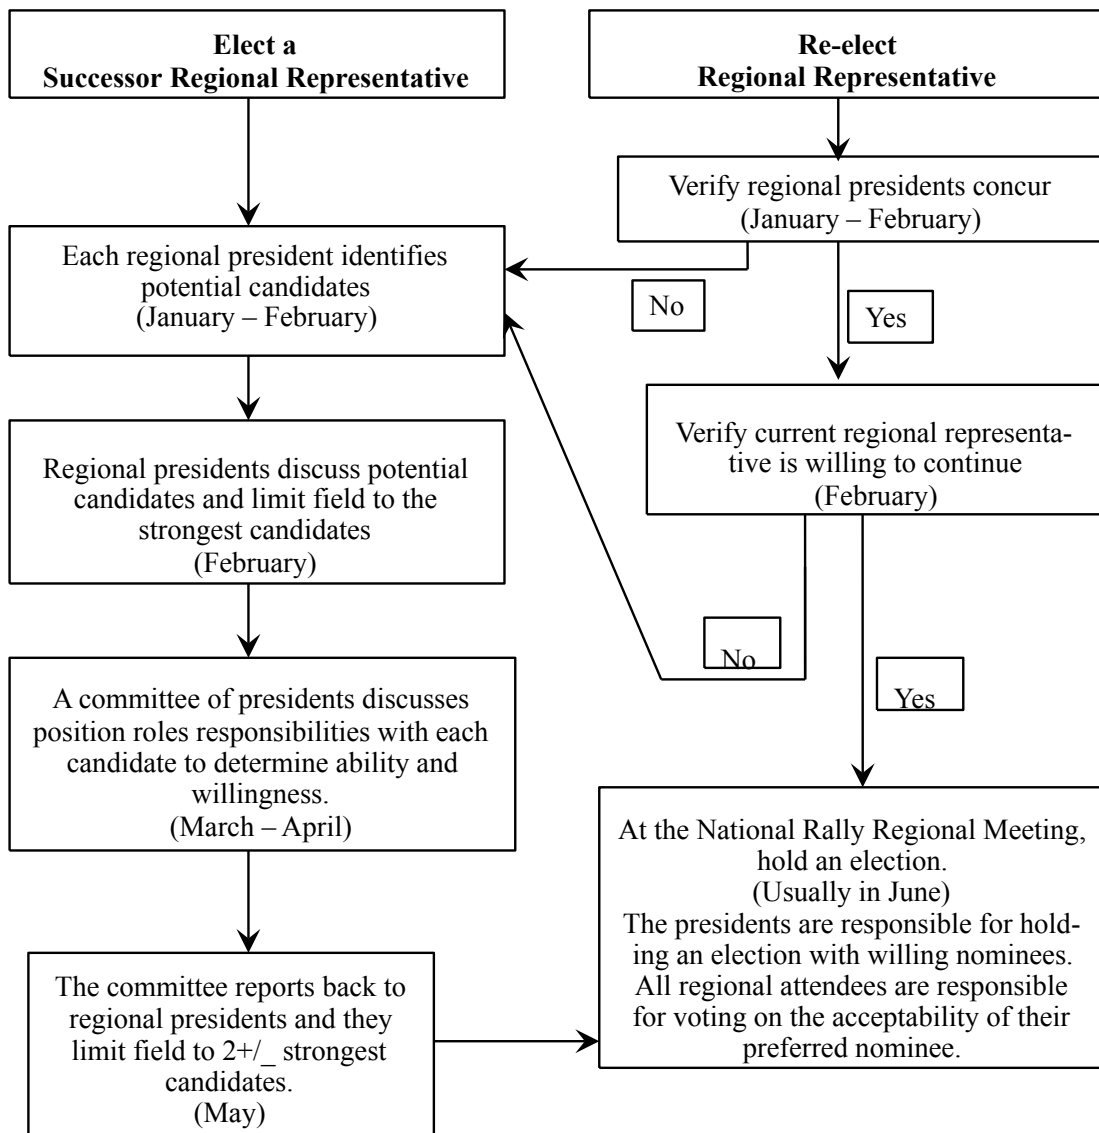 Elect a
Successor Regional Representative
Re-elect
Regional Representative
Verify regional presidents concur
(January – February)
Each regional president identifies
potential candidates
(January – February)
No
Yes
Verify current regional representa-
tive is willing to continue
(February)
Regional presidents discuss potential
candidates and limit field to the
strongest candidates
(February)
No
Yes
A committee of presidents discusses
position roles responsibilities with each
candidate to determine ability and
willingness.
(March – April)
At the National Rally Regional Meeting,
hold an election.
(Usually in June)
The presidents are responsible for hold-
ing an election with willing nominees.
All regional attendees are responsible
for voting on the acceptability of their
preferred nominee.
The committee reports back to
regional presidents and they
limit field to 2+/_ strongest
candidates.
(May)